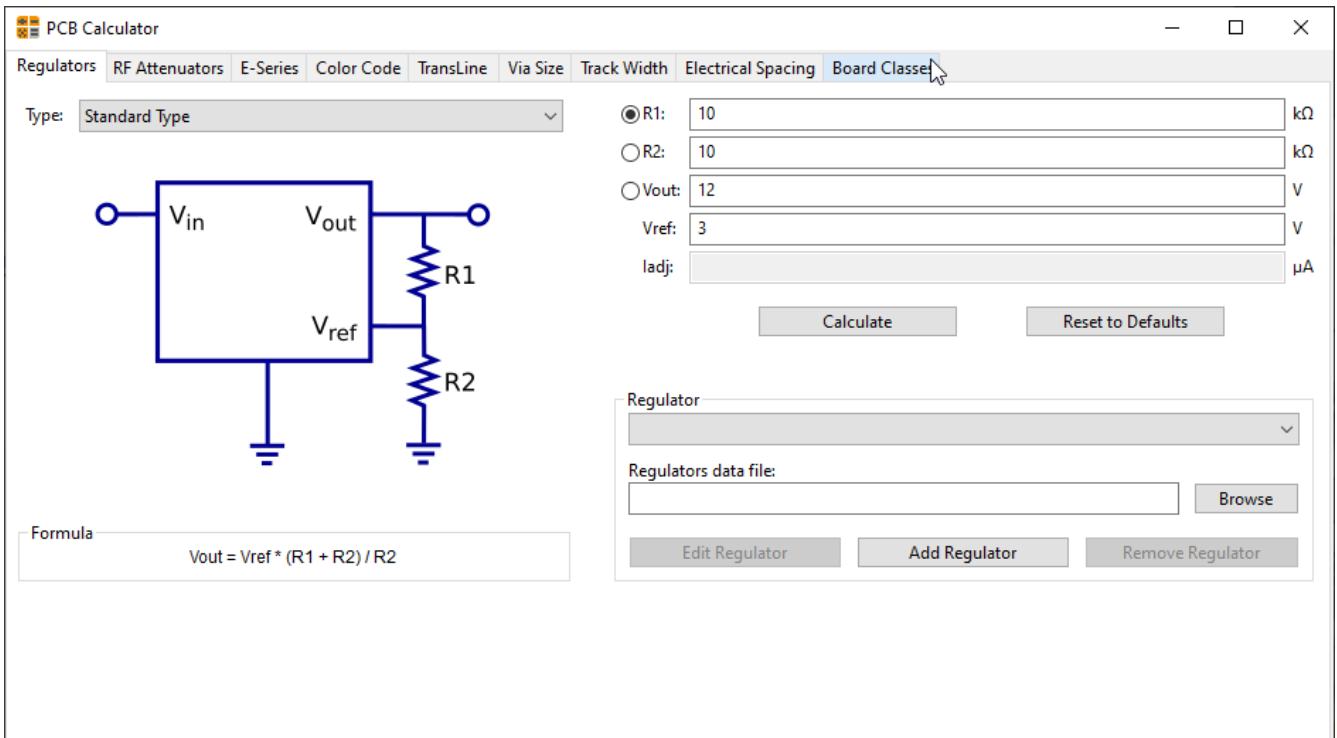 PCB Calculator
Regulators RF Attenuators E-Series Color Code TransLine Via Size Track Width Electrical Spacing Board Classes
Type: Standard Type
R1: 10 kΩ
R2: 10 kΩ
Vout: 12 V
Vref: 3 V
Iadj: µA
Calculate Reset to Defaults
Vin Vout
R1
Vref
R2
Regulator
Regulators data file:
Browse
Edit Regulator Add Regulator Remove Regulator
Formula
Vout = Vref * (R1 + R2) / R2